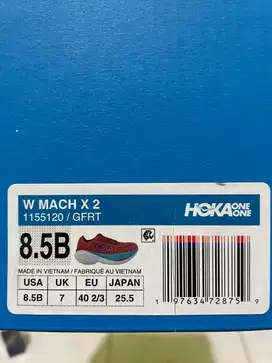 W MACH X 2
1155120 / GFRT
HOKA ONE ONE
8.5B
MADE IN VIETNAM / FABRIQUÉ AU VIETNAM
USA UK EU JAPAN
8.5B 7 40 2/3 25.5
1 97634 72875 9